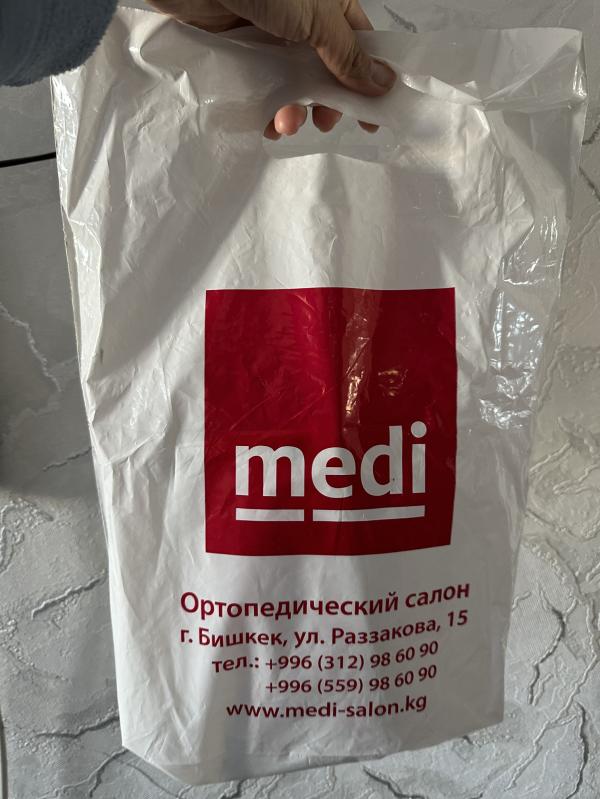 medi
Ортопедический салон
г. Бишкек, ул. Раззакова, 15
тел.: +996 (312) 98 60 90
+996 (559) 98 60 90
www.medi-salon.kg